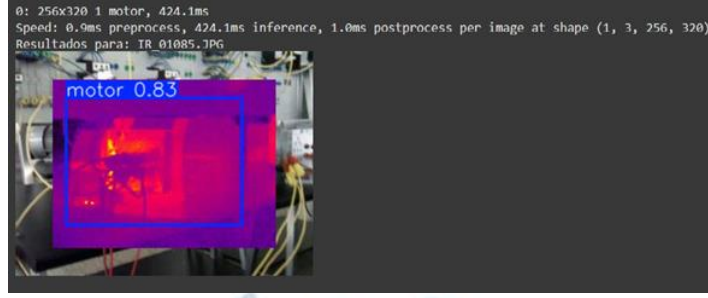 0: 256x320 1 motor, 424.1ms
Speed: 0.9ms preprocess, 424.1ms inference, 1.0ms postprocess per image at shape (1, 3, 256, 320)
Resultados para: IR_01085.JPG
motor 0.83